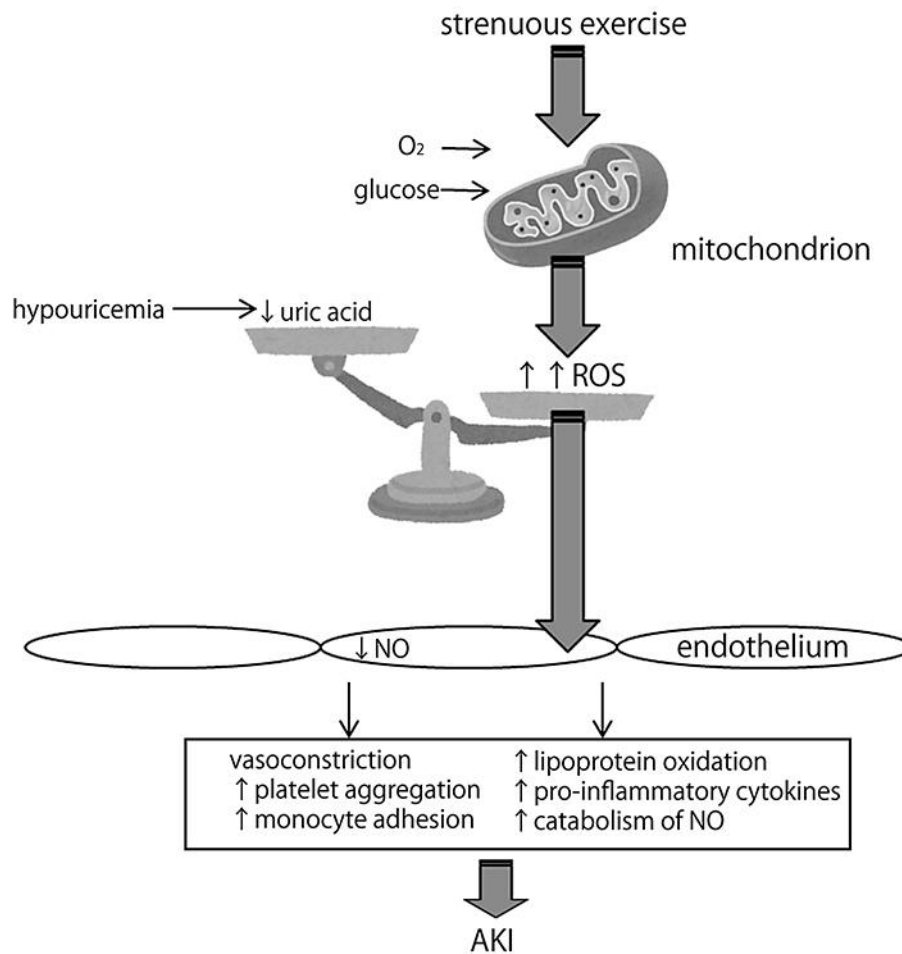 strenuous exercise
O₂
glucose
mitochondrion
hypouricemia
↓ uric acid
↑ ↑ ROS
↓ NO
endothelium
vasoconstriction
↑ platelet aggregation
↑ monocyte adhesion
↑ lipoprotein oxidation
↑ pro-inflammatory cytokines
↑ catabolism of NO
AKI